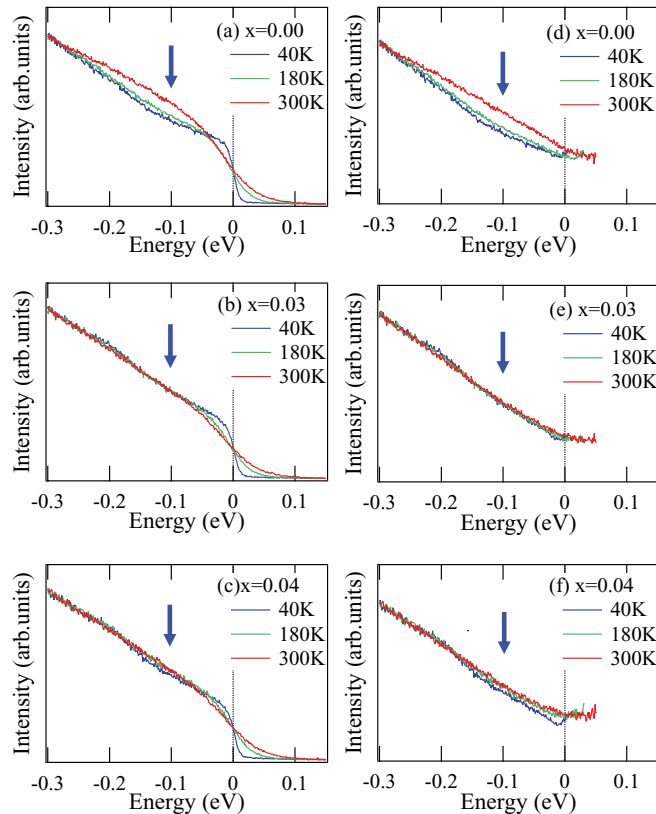 (a) x=0.00
40K
180K
300K
Intensity (arb.units)
-0.3 -0.2 -0.1 0 0.1
Energy (eV)
(d) x=0.00
40K
180K
300K
Intensity (arb.units)
-0.3 -0.2 -0.1 0 0.1
Energy (eV)
(b) x=0.03
40K
180K
300K
Intensity (arb.units)
-0.3 -0.2 -0.1 0 0.1
Energy (eV)
(e) x=0.03
40K
180K
300K
Intensity (arb.units)
-0.3 -0.2 -0.1 0 0.1
Energy (eV)
(c)x=0.04
40K
180K
300K
Intensity (arb.units)
-0.3 -0.2 -0.1 0 0.1
Energy (eV)
(f) x=0.04
40K
180K
300K
Intensity (arb.units)
-0.3 -0.2 -0.1 0 0.1
Energy (eV)